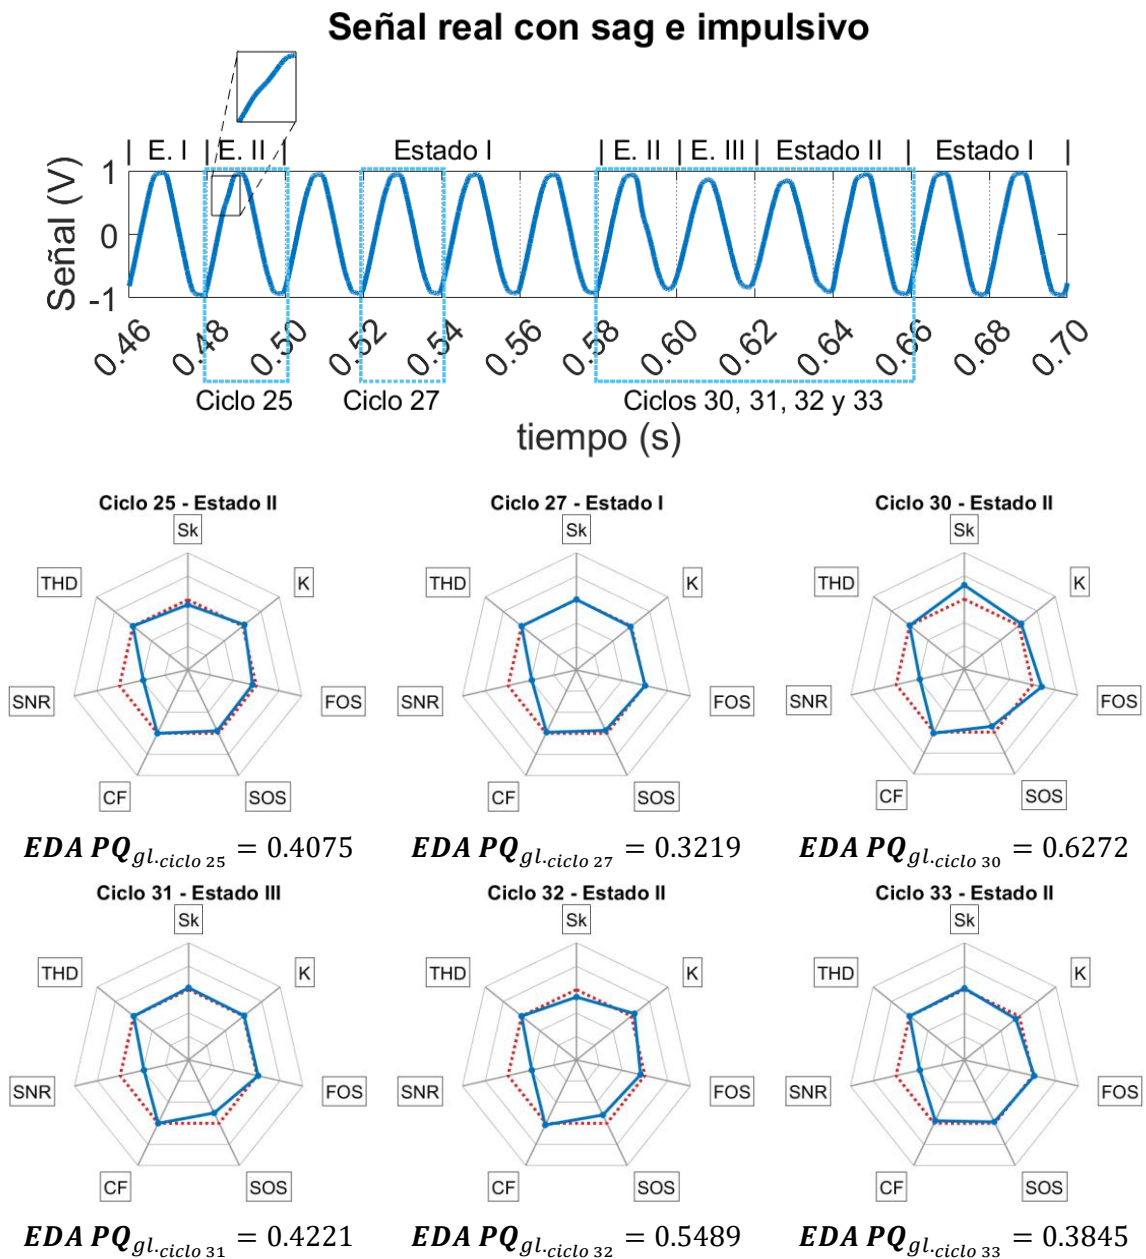 Señal real con sag e impulsivo
| E. I | E. II | Estado I | E. II | E. III | Estado II | Estado I |
Señal (V)
1
0
-1
0.46 0.48 0.50 0.52 0.54 0.56 0.58 0.60 0.62 0.64 0.66 0.68 0.70
Ciclo 25 Ciclo 27 Ciclos 30, 31, 32 y 33
tiempo (s)
Ciclo 25 - Estado II
Sk
THD K
SNR FOS
CF SOS
EDA PQgl.ciclo 25 = 0.4075
Ciclo 27 - Estado I
Sk
THD K
SNR FOS
CF SOS
EDA PQgl.ciclo 27 = 0.3219
Ciclo 30 - Estado II
Sk
THD K
SNR FOS
CF SOS
EDA PQgl.ciclo 30 = 0.6272
Ciclo 31 - Estado III
Sk
THD K
SNR FOS
CF SOS
EDA PQgl.ciclo 31 = 0.4221
Ciclo 32 - Estado II
Sk
THD K
SNR FOS
CF SOS
EDA PQgl.ciclo 32 = 0.5489
Ciclo 33 - Estado II
Sk
THD K
SNR FOS
CF SOS
EDA PQgl.ciclo 33 = 0.3845